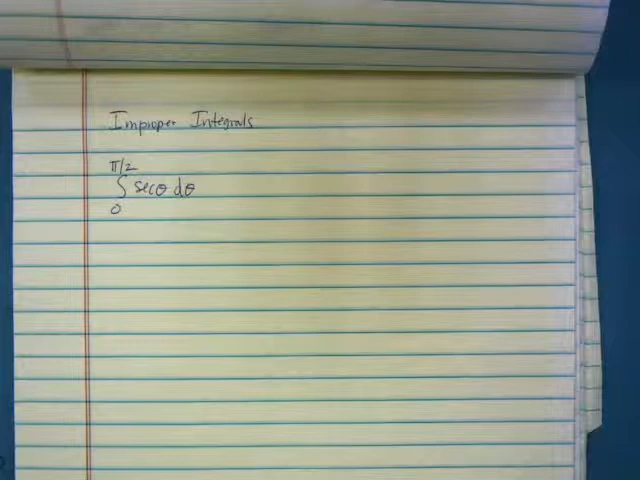 Improper Integrals
π/2
∫ secθ dθ
0